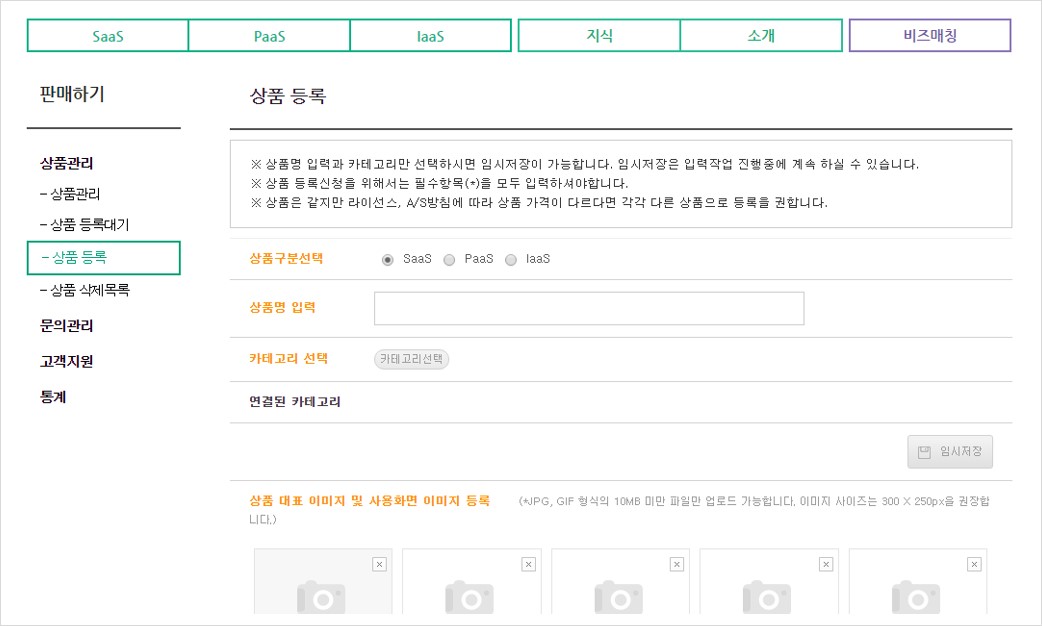 SaaS PaaS IaaS 지식 소개 비즈매칭
판매하기
상품관리
- 상품관리
- 상품 등록대기
- 상품 등록
- 상품 삭제목록
문의관리
고객지원
통계
상품 등록
※ 상품명 입력과 카테고리만 선택하시면 임시저장이 가능합니다. 임시저장은 입력작업 진행중에 계속 하실 수 있습니다.
※ 상품 등록신청을 위해서는 필수항목(*)을 모두 입력하셔야합니다.
※ 상품은 같지만 라이선스, A/S방침에 따라 상품 가격이 다르다면 각각 다른 상품으로 등록을 권합니다.
상품구분선택 SaaS PaaS IaaS
상품명 입력
카테고리 선택 카테고리선택
연결된 카테고리
임시저장
상품 대표 이미지 및 사용화면 이미지 등록 (*JPG, GIF 형식의 10MB 미만 파일만 업로드 가능합니다. 이미지 사이즈는 300 X 250px을 권장합
니다.)